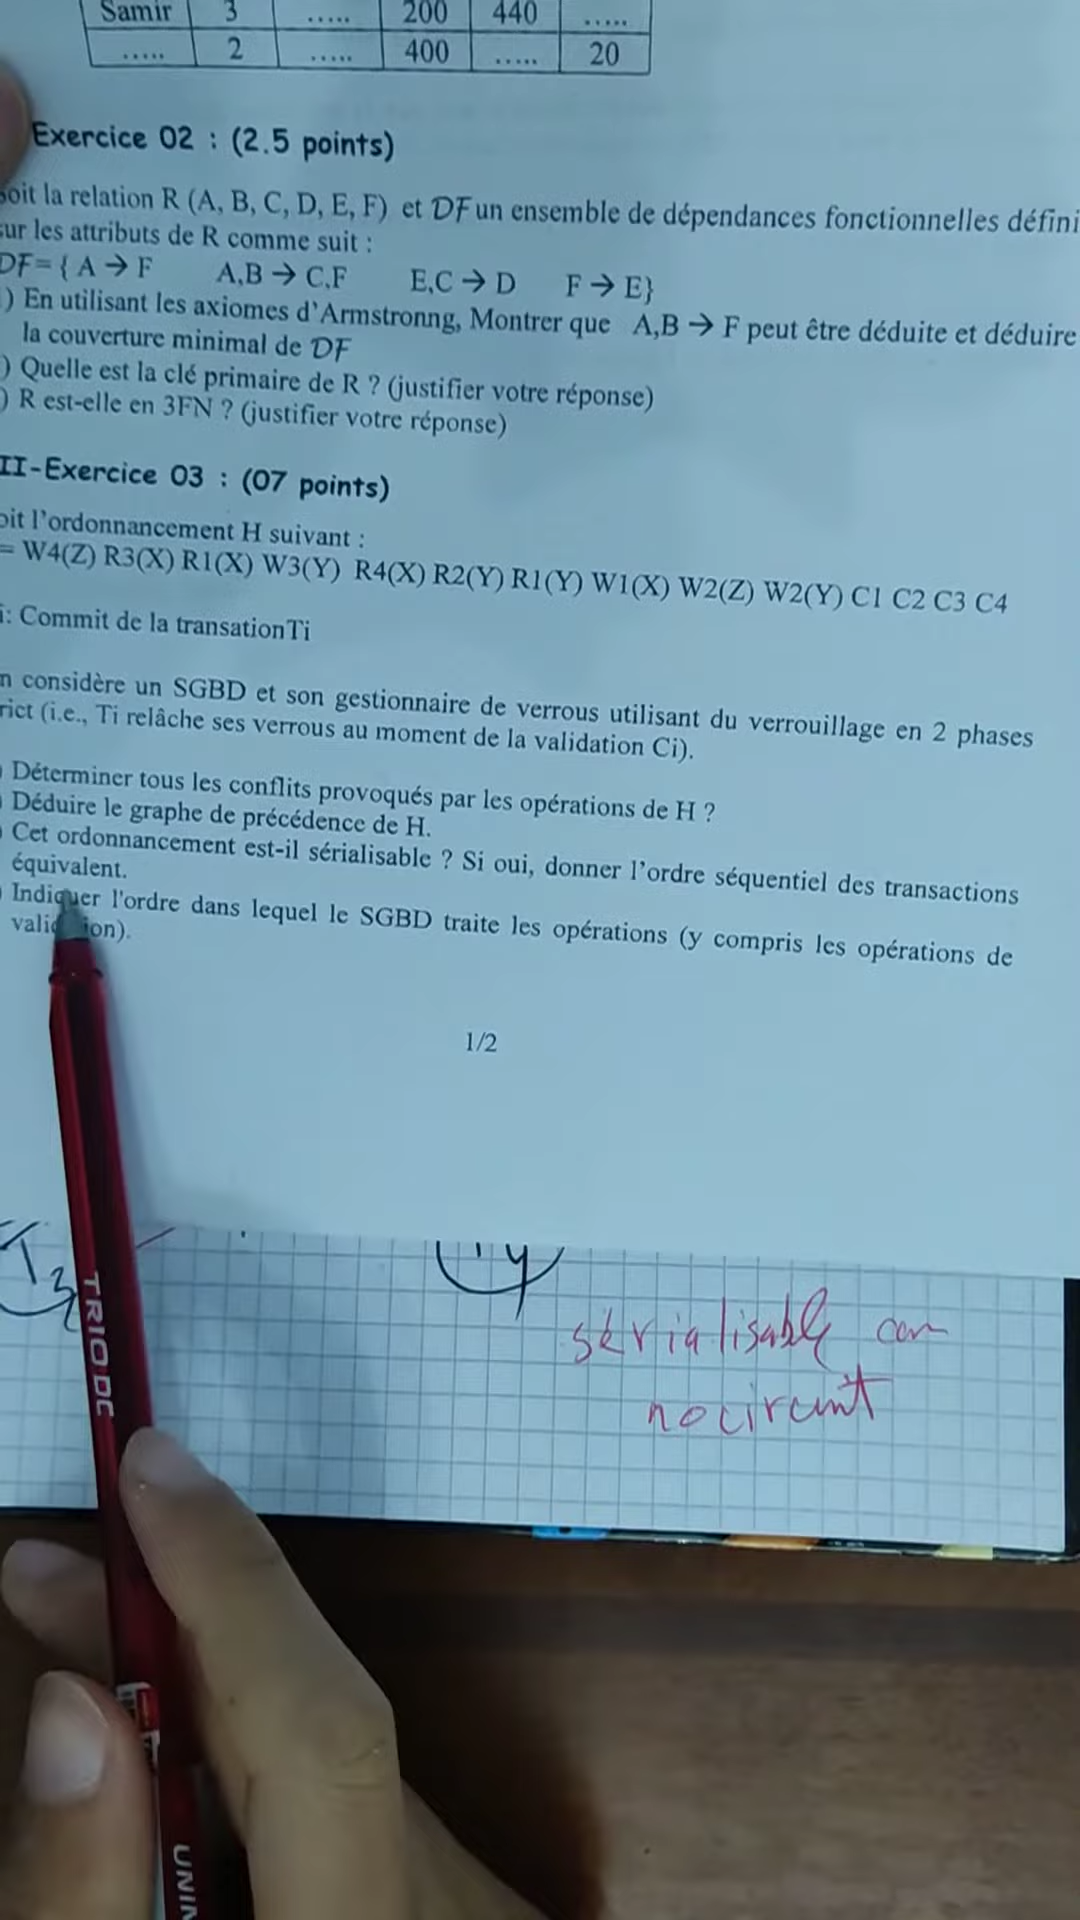 Samir 3 ..... 200 440 .....
..... 2 ..... 400 ..... 20
Exercice 02 : (2.5 points)
soit la relation R (A, B, C, D, E, F) et DF un ensemble de dépendances fonctionnelles défini
sur les attributs de R comme suit :
DF= { A → F A,B → C,F E,C → D F → E}
) En utilisant les axiomes d'Armstronng, Montrer que A,B → F peut être déduite et déduire
la couverture minimal de DF
) Quelle est la clé primaire de R ? (justifier votre réponse)
) R est-elle en 3FN ? (justifier votre réponse)
II-Exercice 03 : (07 points)
oit l'ordonnancement H suivant :
= W4(Z) R3(X) R1(X) W3(Y) R4(X) R2(Y) R1(Y) W1(X) W2(Z) W2(Y) C1 C2 C3 C4
i: Commit de la transationTi
n considère un SGBD et son gestionnaire de verrous utilisant du verrouillage en 2 phases
rict (i.e., Ti relâche ses verrous au moment de la validation Ci).
Déterminer tous les conflits provoqués par les opérations de H ?
Déduire le graphe de précédence de H.
Cet ordonnancement est-il sérialisable ? Si oui, donner l'ordre séquentiel des transactions
équivalent.
Indiquer l'ordre dans lequel le SGBD traite les opérations (y compris les opérations de
validation).
1/2
T3
sérialisable car
no circuit
TRIO DC
UNIN